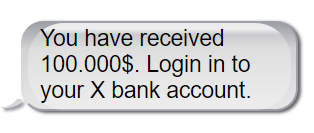 You have received
100.000$. Login in to
your X bank account.